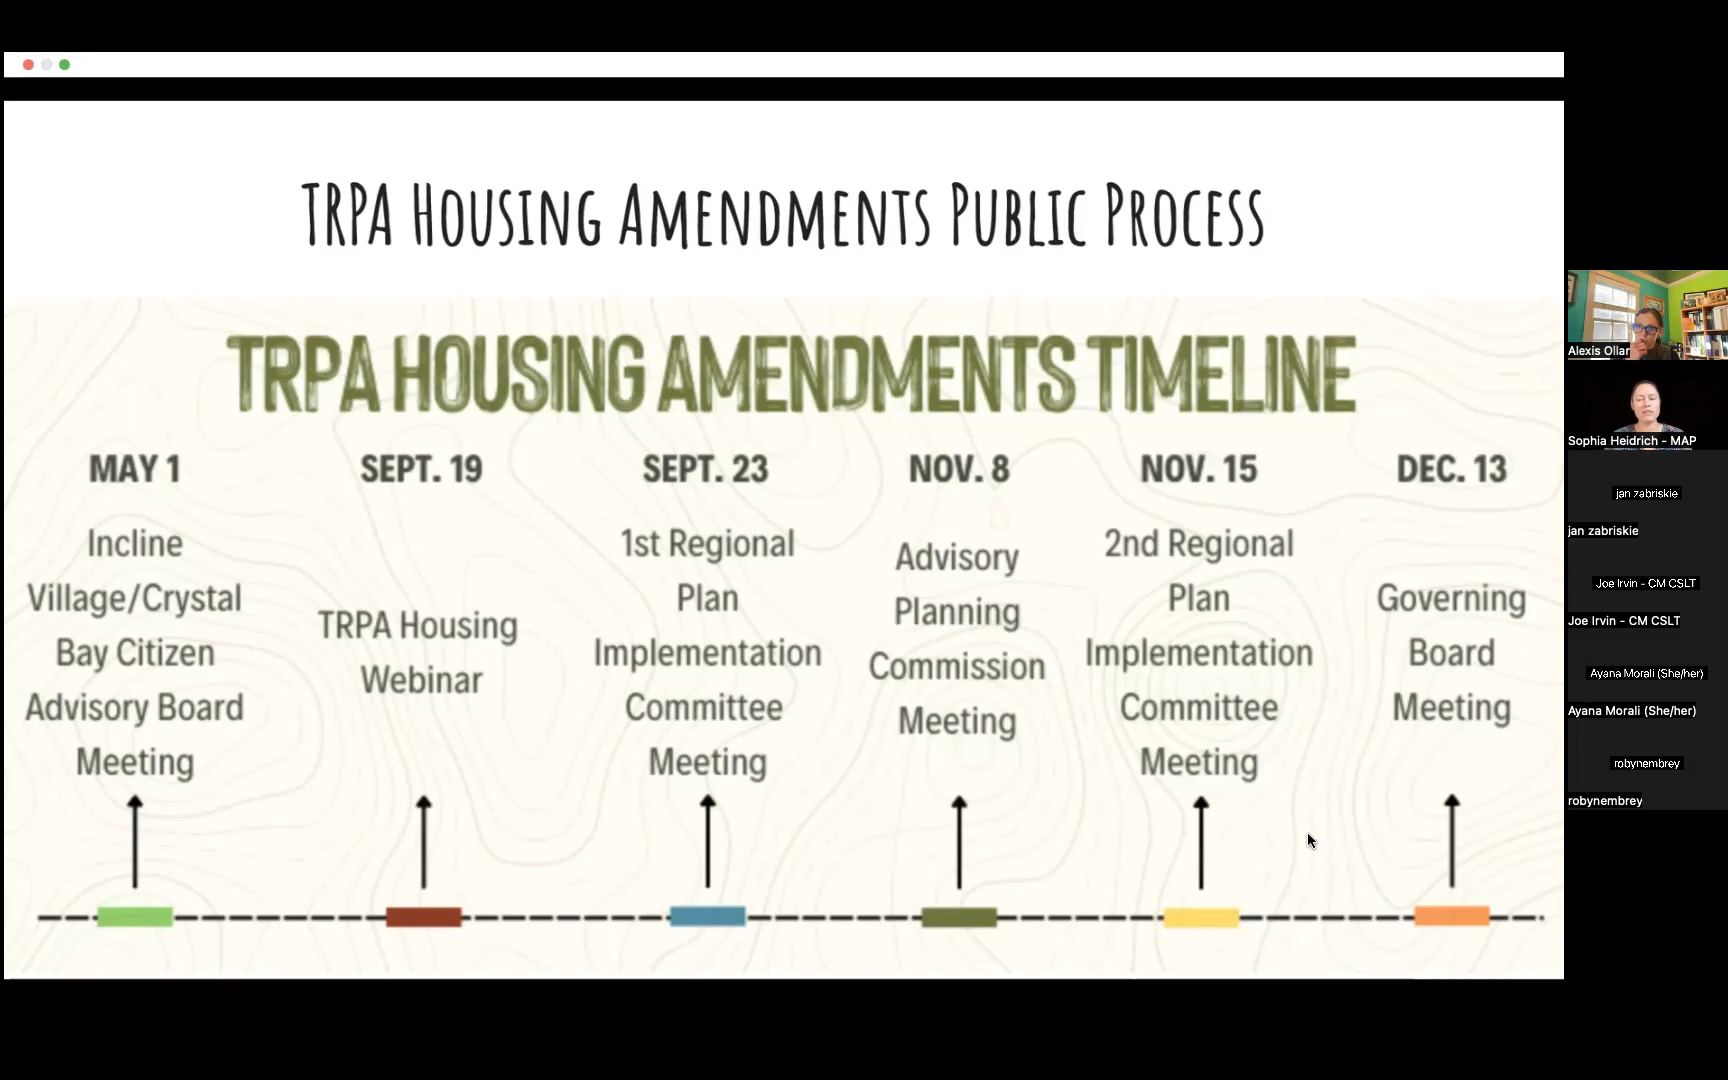 TRPA Housing Amendments Public Process
TRPA HOUSING AMENDMENTS TIMELINE
MAY 1
Incline
Village/Crystal
Bay Citizen
Advisory Board
Meeting
SEPT. 19
TRPA Housing
Webinar
SEPT. 23
1st Regional
Plan
Implementation
Committee
Meeting
NOV. 8
Advisory
Planning
Commission
Meeting
NOV. 15
2nd Regional
Plan
Implementation
Committee
Meeting
DEC. 13
Governing
Board
Meeting
Alexis Ollar
Sophia Heidrich - MAP
jan zabriskie
jan zabriskie
Joe Irvin - CM CSLT
Joe Irvin - CM CSLT
Ayana Morali (She/her)
Ayana Morali (She/her)
robynembrey
robynembrey